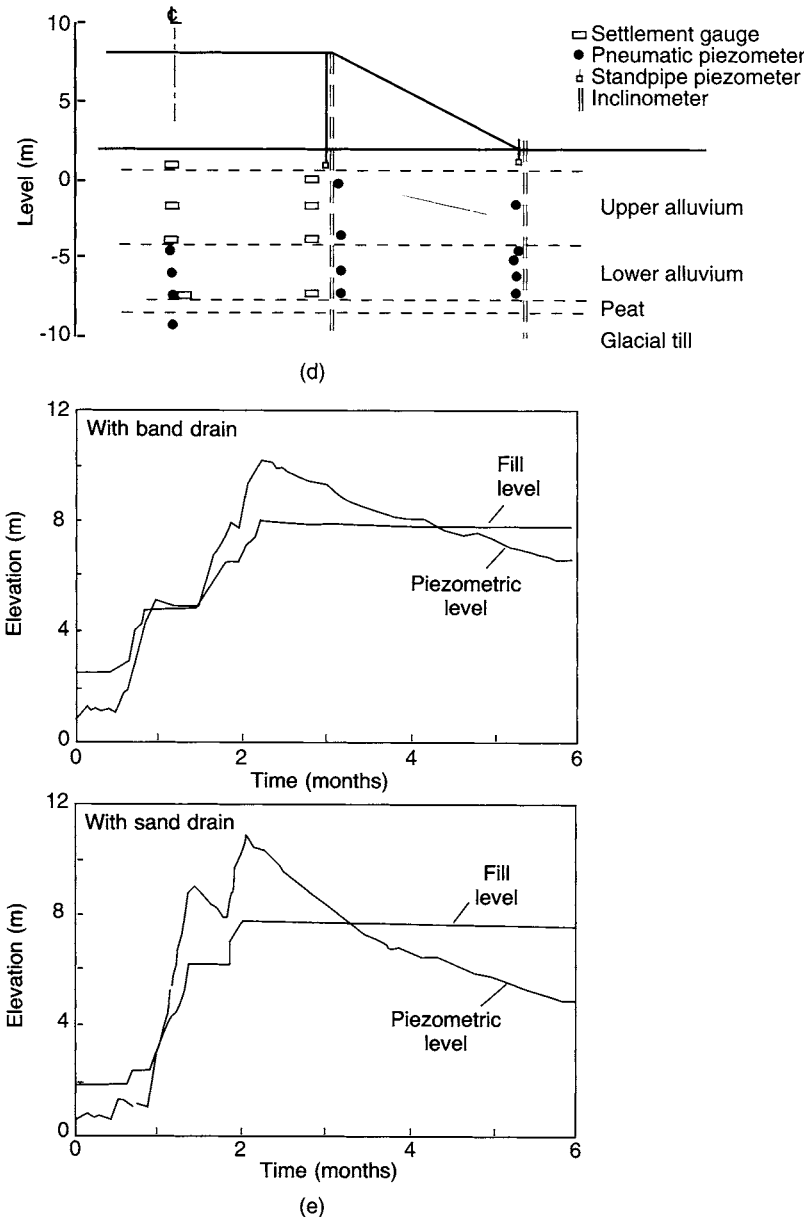 ℄
10
5
0
-5
-10
Level (m)
Settlement gauge
Pneumatic piezometer
Standpipe piezometer
Inclinometer
Upper alluvium
Lower alluvium
Peat
Glacial till
(d)
12
8
4
0
Elevation (m)
With band drain
Fill
level
Piezometric
level
0
2
4
6
Time (months)
12
8
4
0
Elevation (m)
With sand drain
Fill
level
Piezometric
level
0
2
4
6
Time (months)
(e)